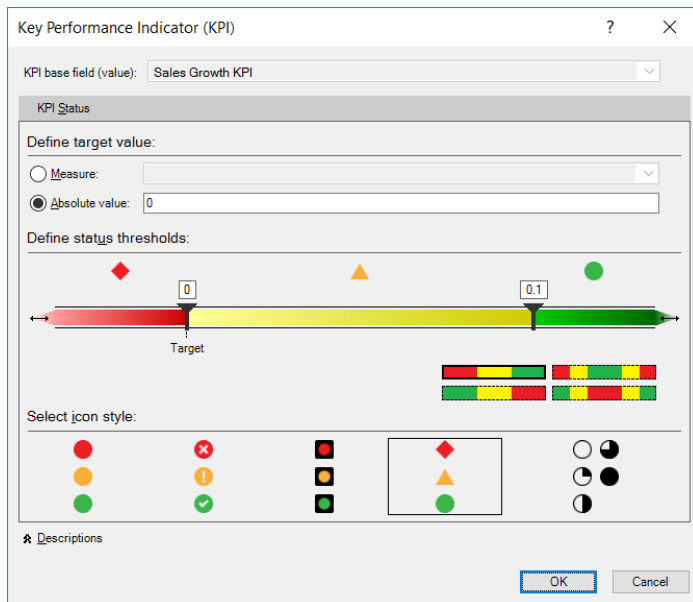 Key Performance Indicator (KPI) ? ×
KPI base field (value): Sales Growth KPI
KPI Status
Define target value:
Measure:
Absolute value: 0
Define status thresholds:
0 0.1
Target
Select icon style:
Descriptions
OK Cancel